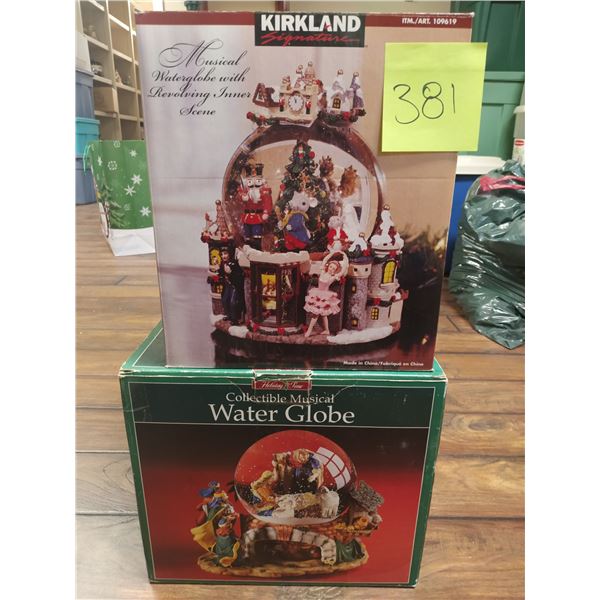 KIRKLAND
Signature
ITM./ART. 109619
Musical
Waterglobe with
Revolving Inner
Scene
381
Made in China/Fabriqué en Chine
Holiday Time
Collectible Musical
Water Globe